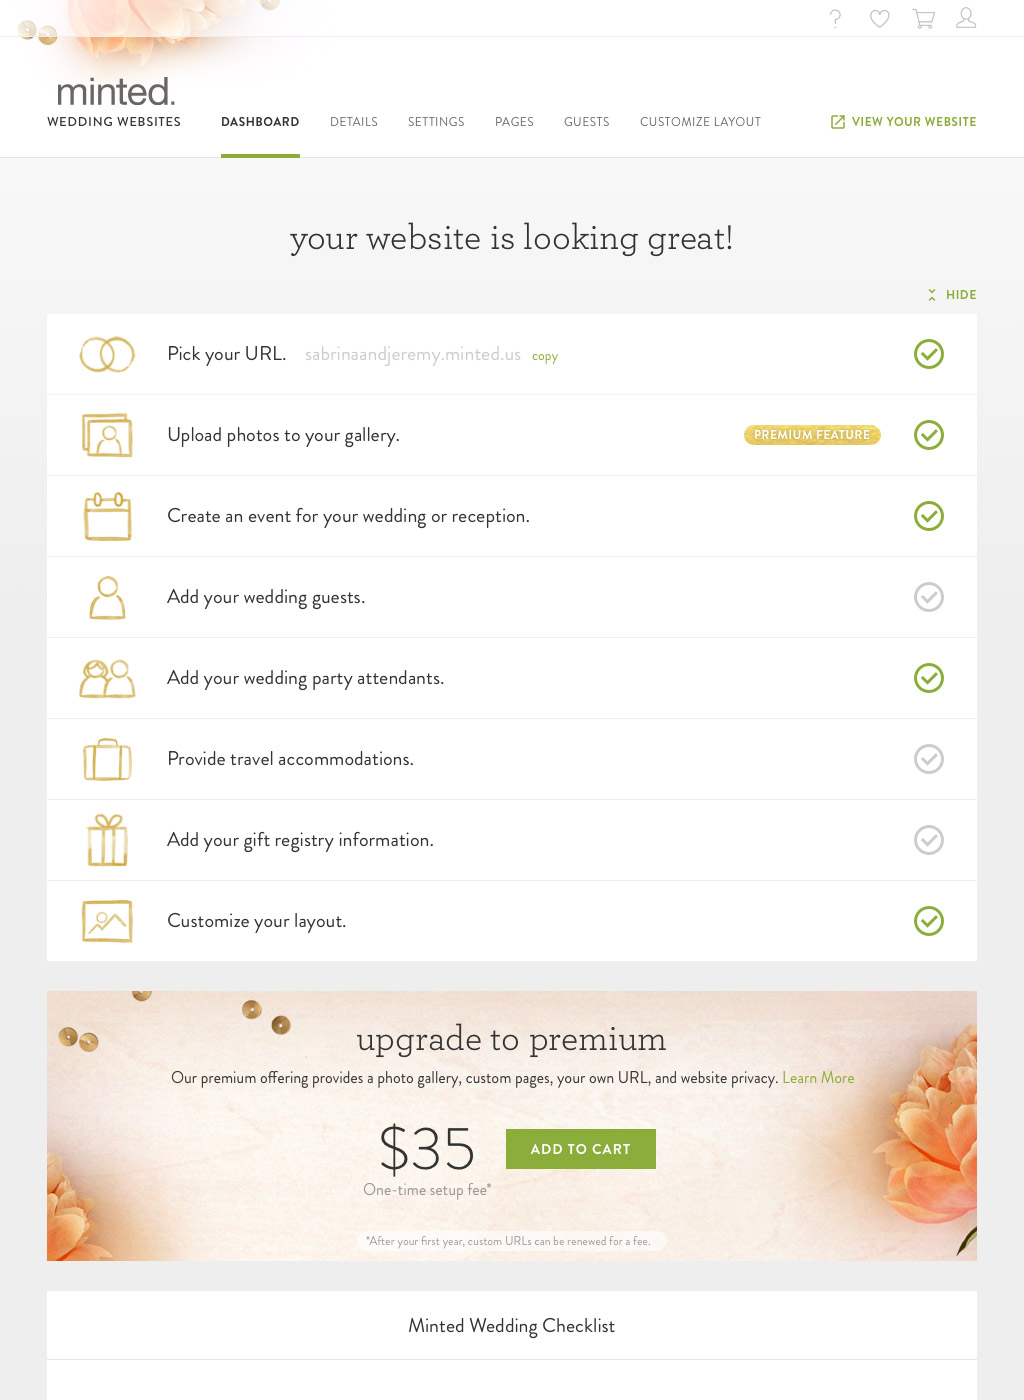 minted.
WEDDING WEBSITES
DASHBOARD DETAILS SETTINGS PAGES GUESTS CUSTOMIZE LAYOUT VIEW YOUR WEBSITE
your website is looking great!
HIDE
Pick your URL. sabrinaandjeremy.minted.us copy
Upload photos to your gallery. PREMIUM FEATURE
Create an event for your wedding or reception.
Add your wedding guests.
Add your wedding party attendants.
Provide travel accommodations.
Add your gift registry information.
Customize your layout.
upgrade to premium
Our premium offering provides a photo gallery, custom pages, your own URL, and website privacy. Learn More
$35 ADD TO CART
One-time setup fee*
*After your first year, custom URLs can be renewed for a fee.
Minted Wedding Checklist